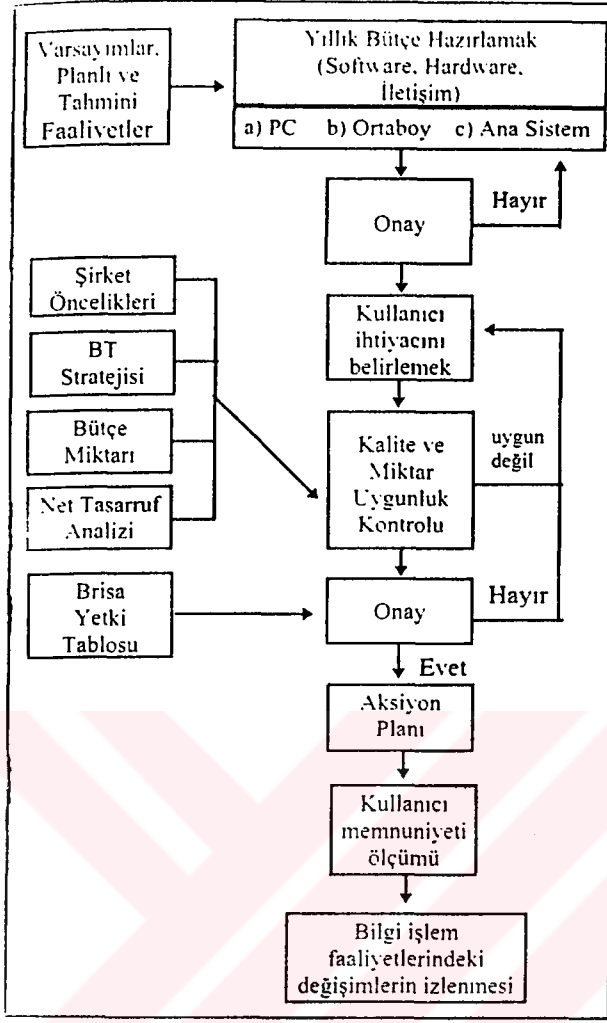 Varsayımlar.
Planlı ve
Tahmini
Faaliyetler
Yıllık Bütçe Hazırlamak
(Software. Hardware.
İletişim)
a) PC b) Ortaboy c) Ana Sistem
Onay
Hayır
Şirket
Öncelikleri
BT
Stratejisi
Bütçe
Miktarı
Net Tasarruf
Analizi
Kullanıcı
ihtiyacını
belirlemek
Kalite ve
Miktar
Uygunluk
Kontrolu
uygun
değil
Brisa
Yetki
Tablosu
Onay
Hayır
Evet
Aksiyon
Planı
Kullanıcı
memnuniyeti
ölçümü
Bilgi işlem
faaliyetlerindeki
değişimlerin izlenmesi